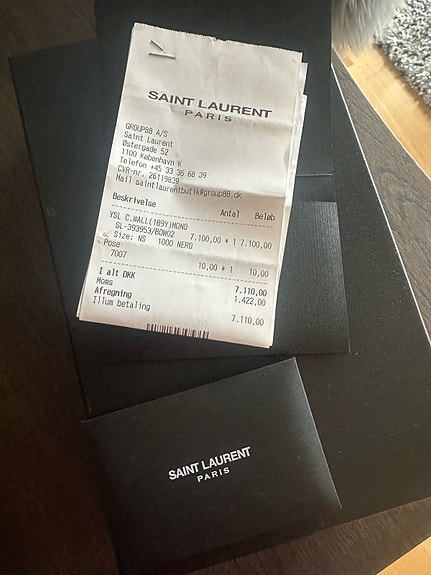 SAINT LAURENT
PARIS
GROUP88 A/S
Saint Laurent
Østergade 52
1100 København K
Telefon +45 33 36 68 39
CVR-nr. 26119839
Mail saintlaurentbutik@group88.dk
Beskrivelse Antal Beløb
YSL C.WALL(189Y)MONO
SL-393953/BOW02 7.100,00 * 1 7.100,00
Size: NS 1000 NERO
Pose 10,00 * 1 10,00
7007
I alt DKK 7.110,00
Moms 1.422,00
Afregning
Illum betaling 7.110,00
SAINT LAURENT
PARIS